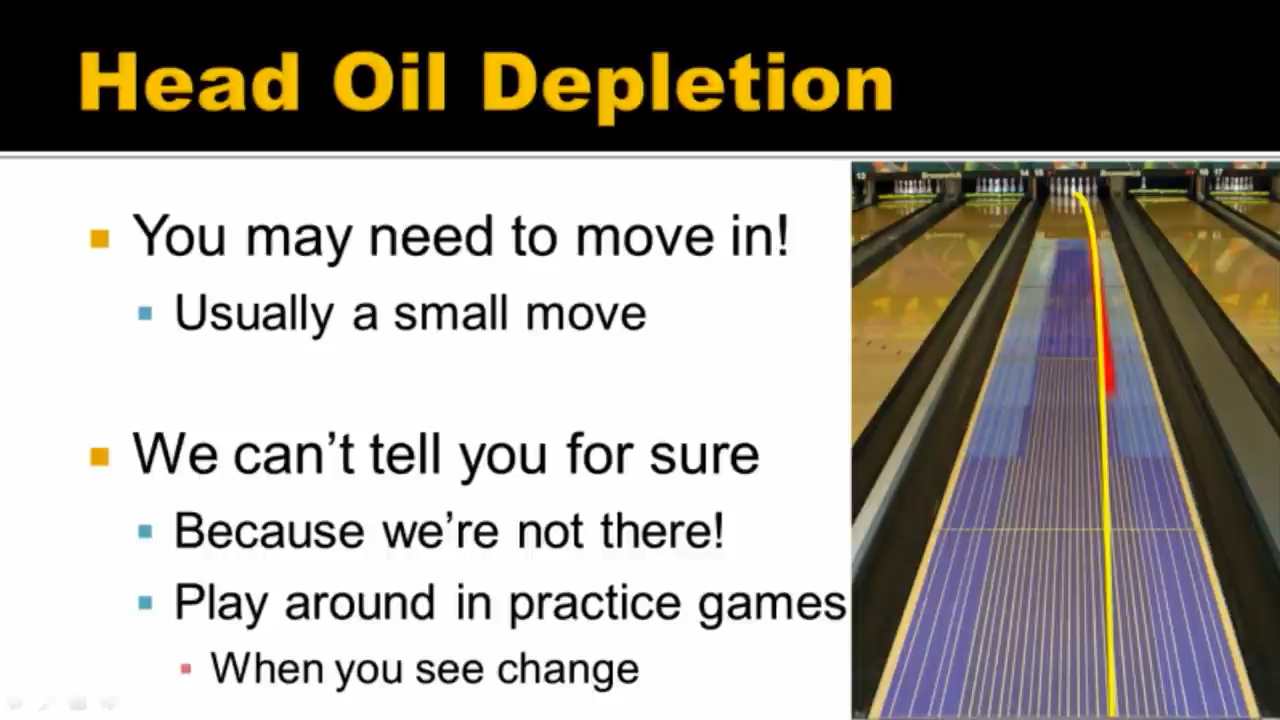 Head Oil Depletion
You may need to move in!
Usually a small move
We can't tell you for sure
Because we're not there!
Play around in practice games
When you see change